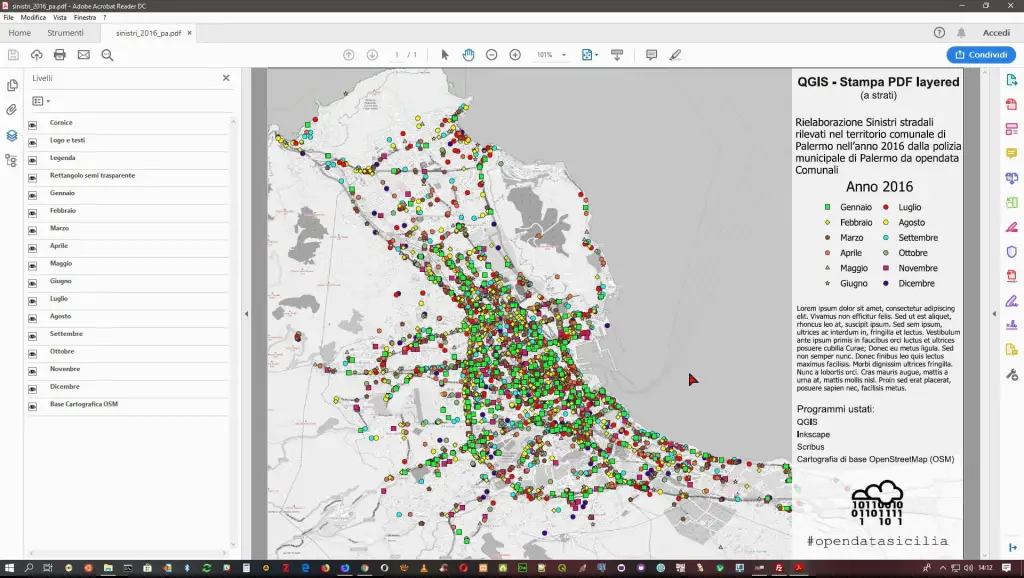 sinistri_2016_pa.pdf - Adobe Acrobat Reader DC
File Modifica Vista Finestra ?
Home Strumenti sinistri_2016_pa.pdf × Accedi
1 / 1 101% Condividi
Livelli
Cornice
Logo e testi
Legenda
Rettangolo semi trasparente
Gennaio
Febbraio
Marzo
Aprile
Maggio
Giugno
Luglio
Agosto
Settembre
Ottobre
Novenbre
Dicembre
Base Cartografica OSM
QGIS - Stampa PDF layered
(a strati)
Rielaborazione Sinistri stradali
rilevati nel territorio comunale di
Palermo nell'anno 2016 dalla polizia
municipale di Palermo da opendata
Comunali
Anno 2016
Gennaio Luglio
Febbraio Agosto
Marzo Settembre
Aprile Ottobre
Maggio Novembre
Giugno Dicembre
Lorem ipsum dolor sit amet, consectetur adipiscing
elit. Vivamus non efficitur felis. Sed ut est aliquet,
rhoncus leo at, suscipit ipsum. Sed sem ipsum,
ultrices ac interdum in, fringilla et lectus. Vestibulum
ante ipsum primis in faucibus orci luctus et ultrices
posuere cubilia Curae; Donec eu metus ligula. Sed
non semper nunc. Donec finibus leo quis lectus
maximus facilisis. Morbi dignissim ultrices fringilla.
Nunc a lobortis orci. Cras mauris augue, mattis a
urna at, mattis mollis nisl. Proin sed erat placerat,
posuere sapien nec, facilisis metus.
Programmi ustati:
QGIS
Inkscape
Scribus
Cartografia di base OpenStreetMap (OSM)
#opendatasicilia
14:12